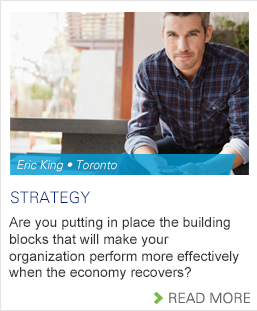 Eric King • Toronto
STRATEGY
Are you putting in place the building
blocks that will make your
organization perform more effectively
when the economy recovers?
READ MORE